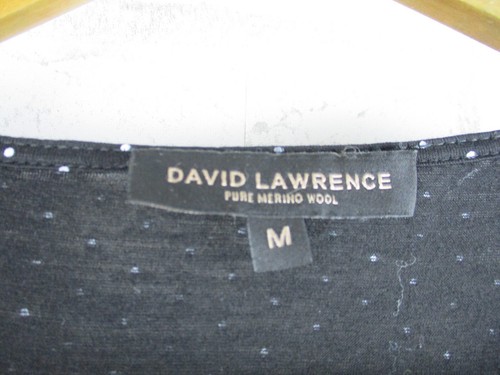 DAVID LAWRENCE
PURE MERINO WOOL
M